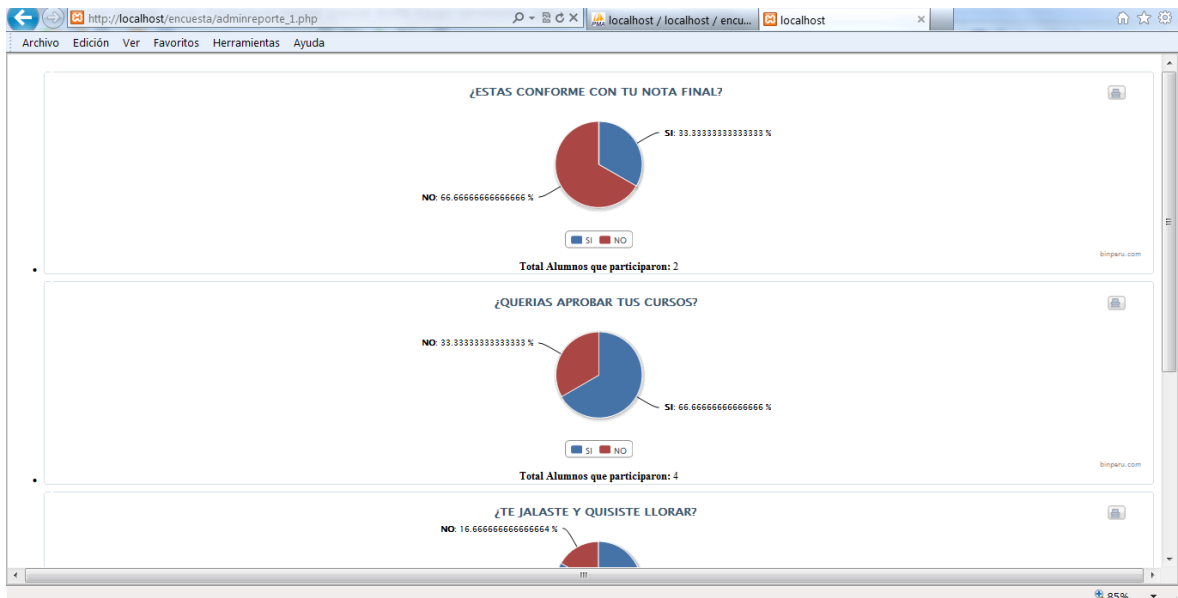 http://localhost/encuesta/adminreporte_1.php
localhost / localhost / encu...
localhost
Archivo Edición Ver Favoritos Herramientas Ayuda
¿ESTAS CONFORME CON TU NOTA FINAL?
SI: 33.33333333333333 %
NO: 66.66666666666666 %
SI NO
binperu.com
Total Alumnos que participaron: 2
¿QUERIAS APROBAR TUS CURSOS?
NO: 33.33333333333333 %
SI: 66.66666666666666 %
SI NO
binperu.com
Total Alumnos que participaron: 4
¿TE JALASTE Y QUISISTE LLORAR?
NO: 16.666666666666664 %
85%